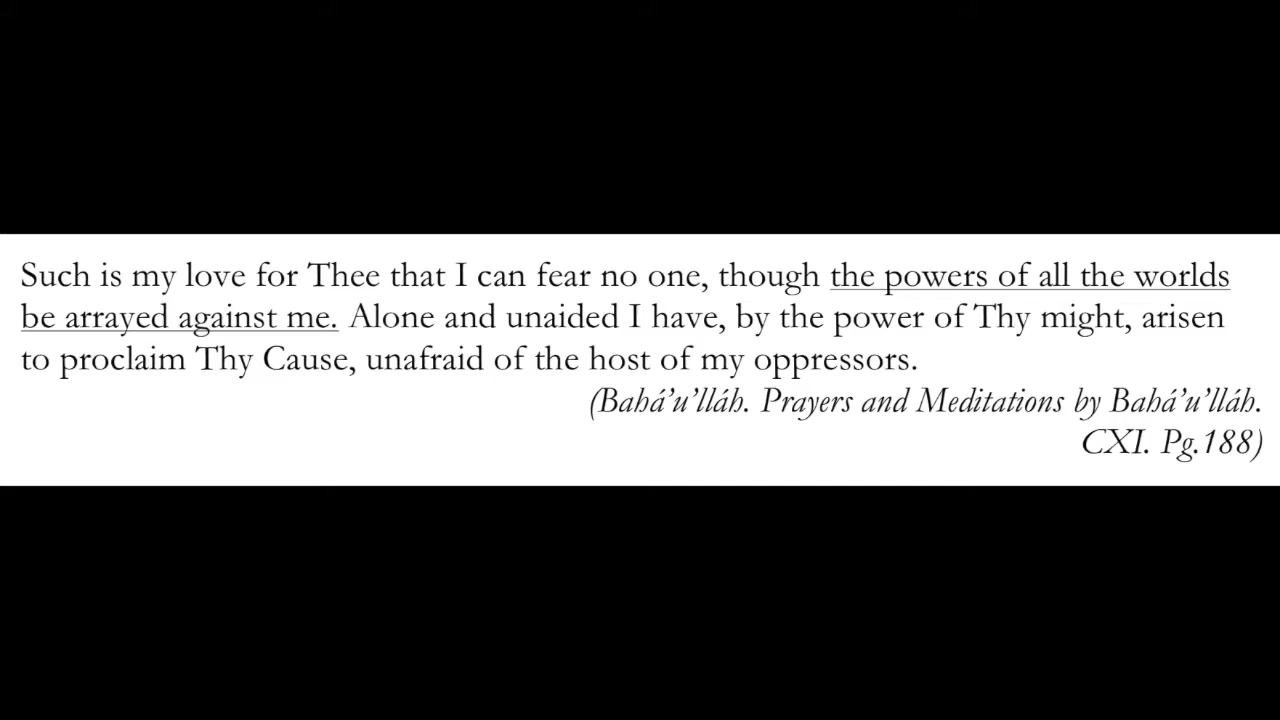 Such is my love for Thee that I can fear no one, though the powers of all the worlds
be arrayed against me. Alone and unaided I have, by the power of Thy might, arisen
to proclaim Thy Cause, unafraid of the host of my oppressors.
(Bahá’u’lláh. Prayers and Meditations by Bahá’u’lláh.
CXI. Pg.188)